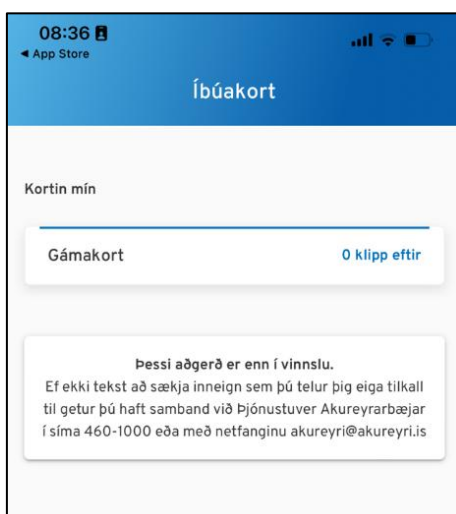 08:36
◀ App Store
Íbúakort
Kortin mín
Gámakort 0 klipp eftir
Þessi aðgerð er enn í vinnslu.
Ef ekki tekst að sækja inneign sem þú telur þig eiga tilkall
til getur þú haft samband við Þjónustuver Akureyrarbæjar
í síma 460-1000 eða með netfanginu akureyri@akureyri.is